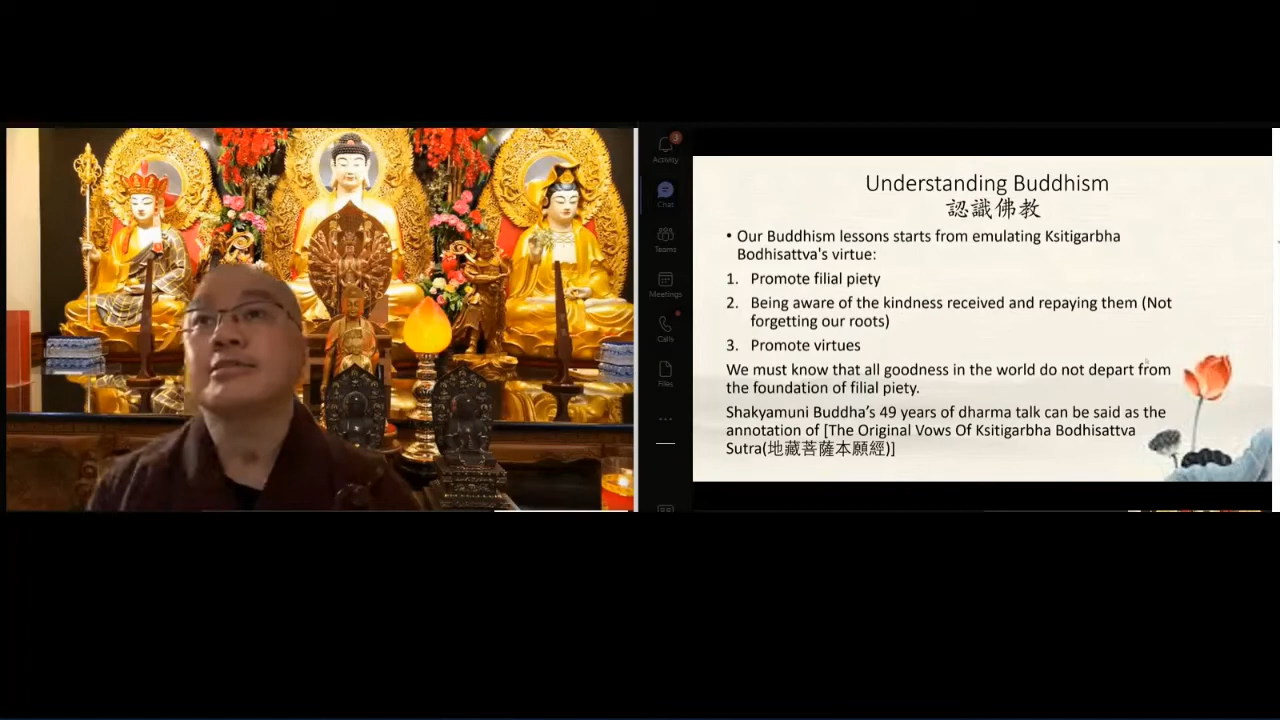 3
Activity
Chat
Teams
Meetings
Calls
Files
Understanding Buddhism
認識佛教
• Our Buddhism lessons starts from emulating Ksitigarbha
Bodhisattva's virtue:
1. Promote filial piety
2. Being aware of the kindness received and repaying them (Not
forgetting our roots)
3. Promote virtues
We must know that all goodness in the world do not depart from
the foundation of filial piety.
Shakyamuni Buddha's 49 years of dharma talk can be said as the
annotation of [The Original Vows Of Ksitigarbha Bodhisattva
Sutra(地藏菩薩本願經)]